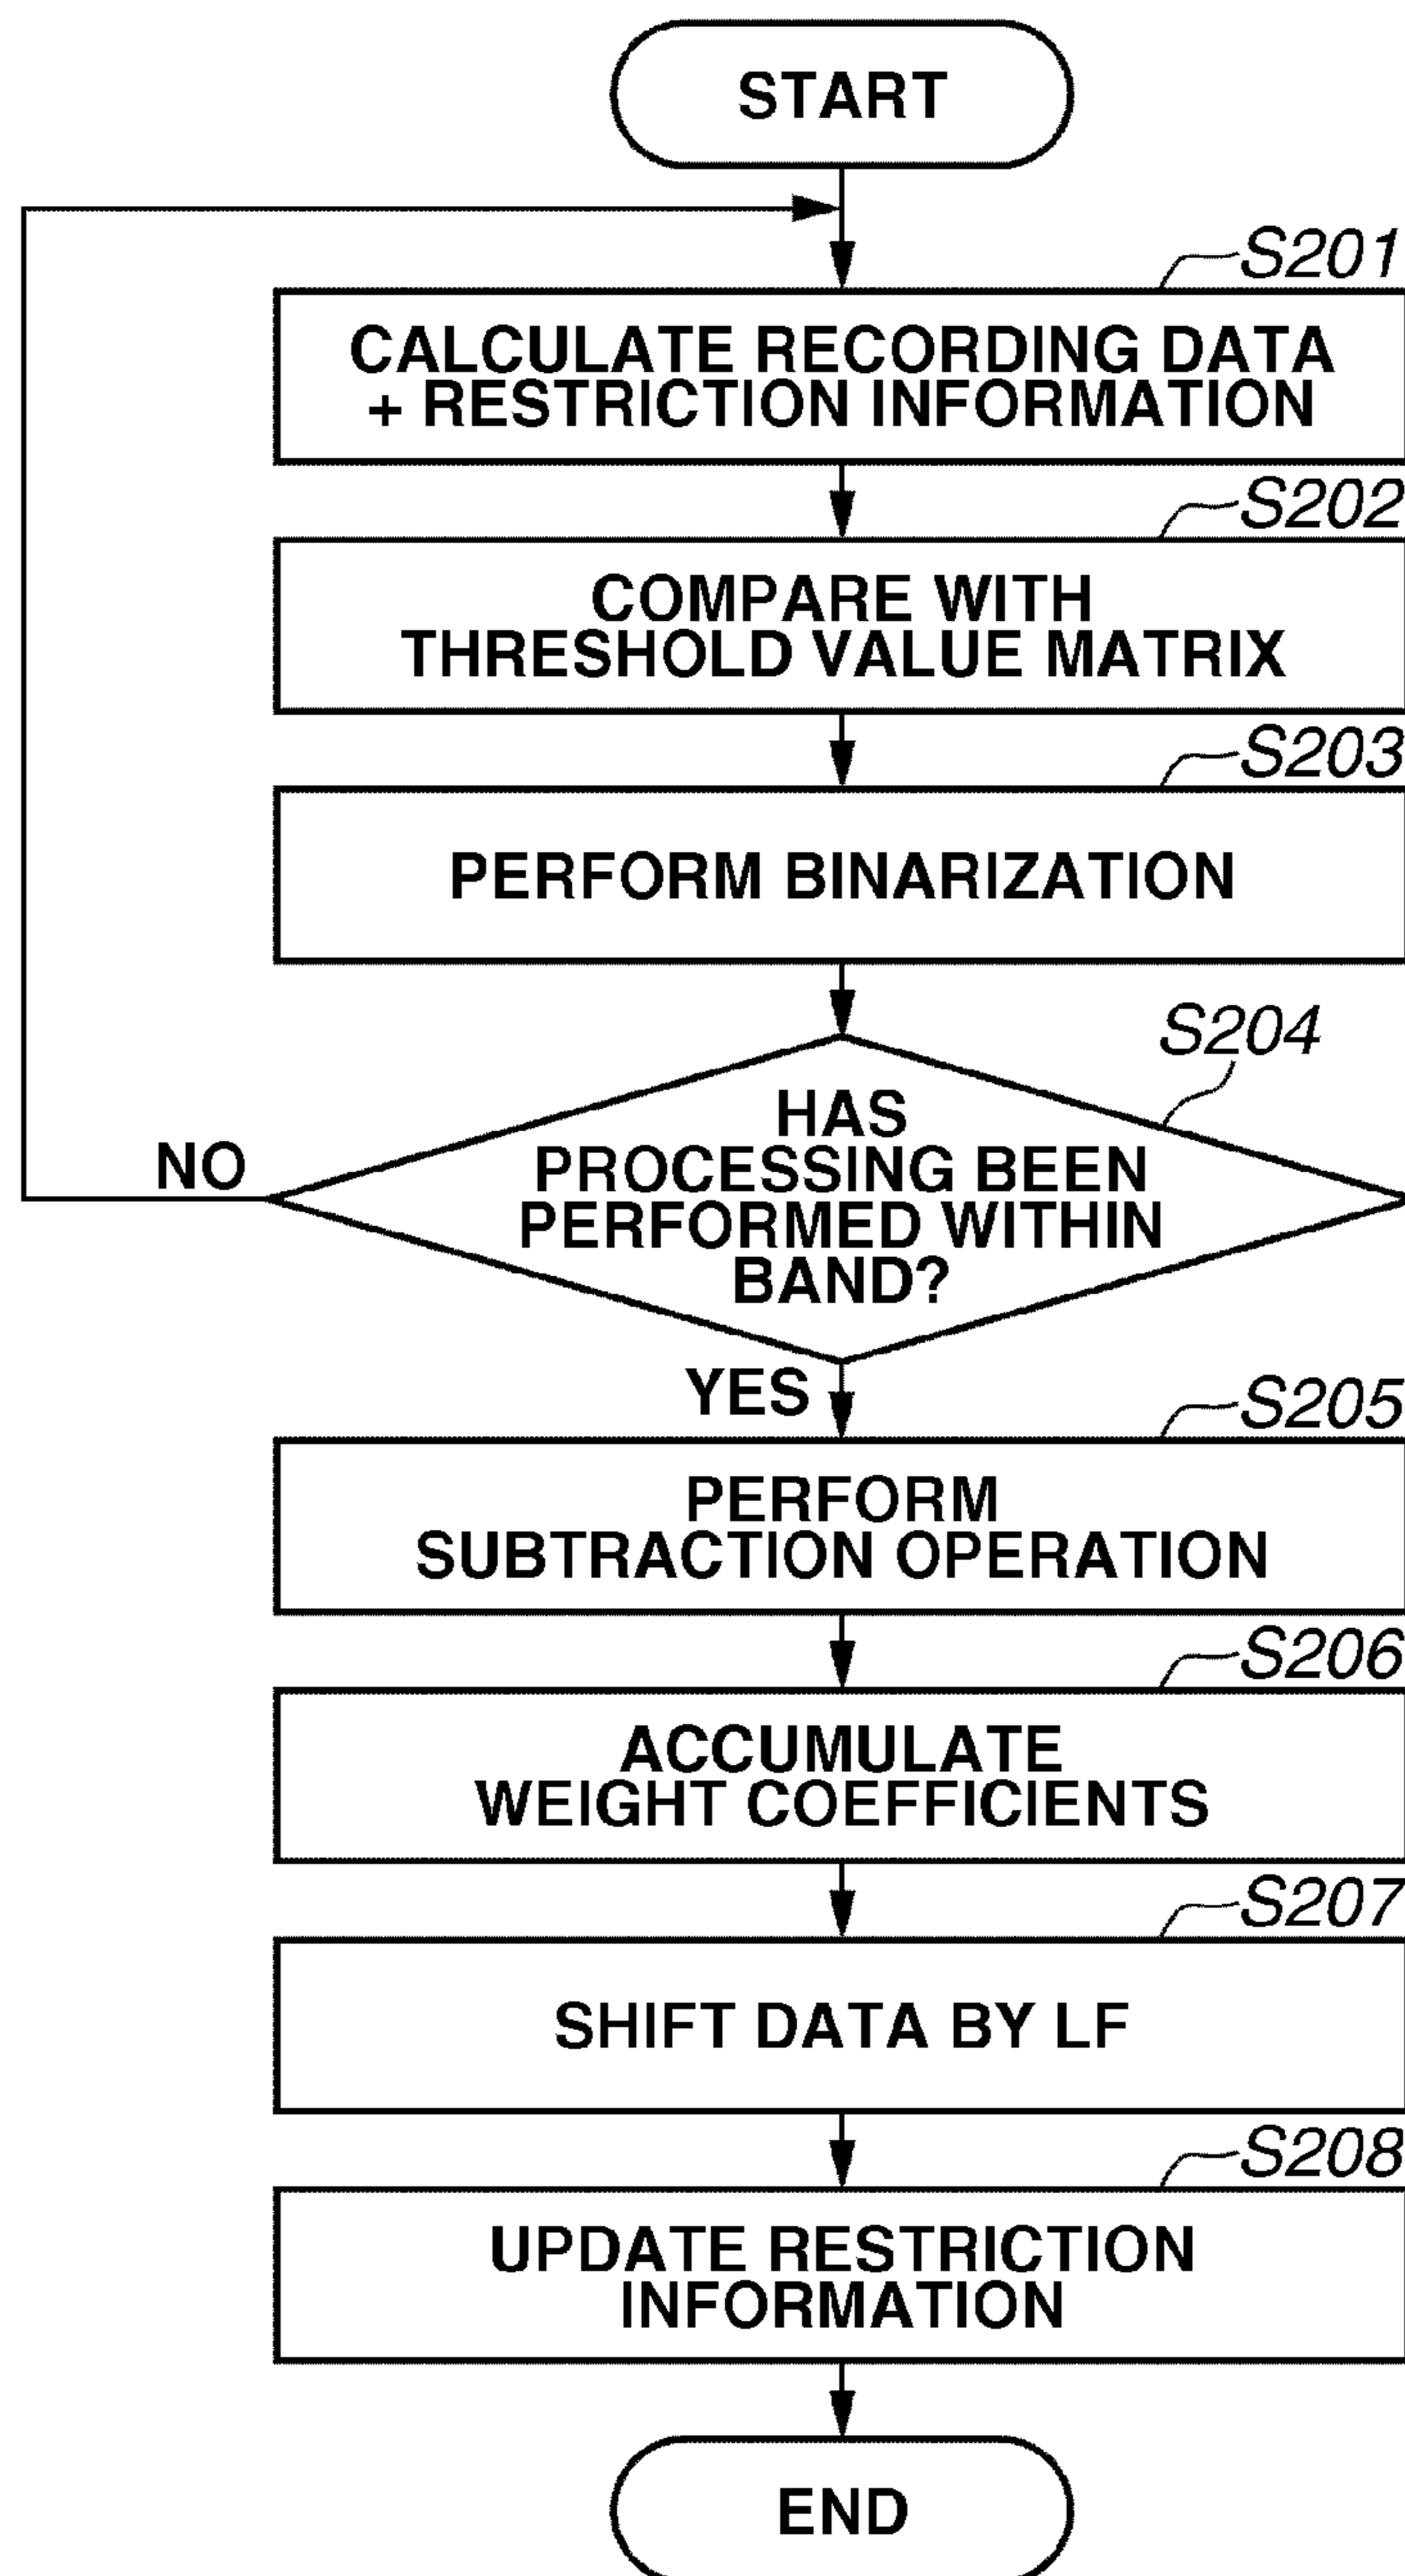 START
S201
CALCULATE RECORDING DATA
+ RESTRICTION INFORMATION
S202
COMPARE WITH
THRESHOLD VALUE MATRIX
S203
PERFORM BINARIZATION
S204
HAS
PROCESSING BEEN
PERFORMED WITHIN
BAND?
NO
YES
S205
PERFORM
SUBTRACTION OPERATION
S206
ACCUMULATE
WEIGHT COEFFICIENTS
S207
SHIFT DATA BY LF
S208
UPDATE RESTRICTION
INFORMATION
END